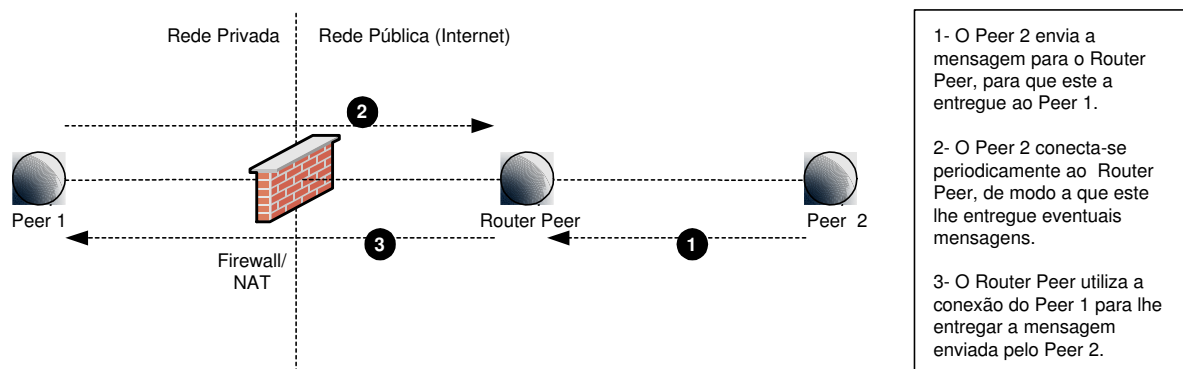 Rede Privada
Rede Pública (Internet)
2
Peer 1
Router Peer
Peer 2
3
1
Firewall/
NAT
1- O Peer 2 envia a
mensagem para o Router
Peer, para que este a
entregue ao Peer 1.
2- O Peer 2 conecta-se
periodicamente ao Router
Peer, de modo a que este
lhe entregue eventuais
mensagens.
3- O Router Peer utiliza a
conexão do Peer 1 para lhe
entregar a mensagem
enviada pelo Peer 2.